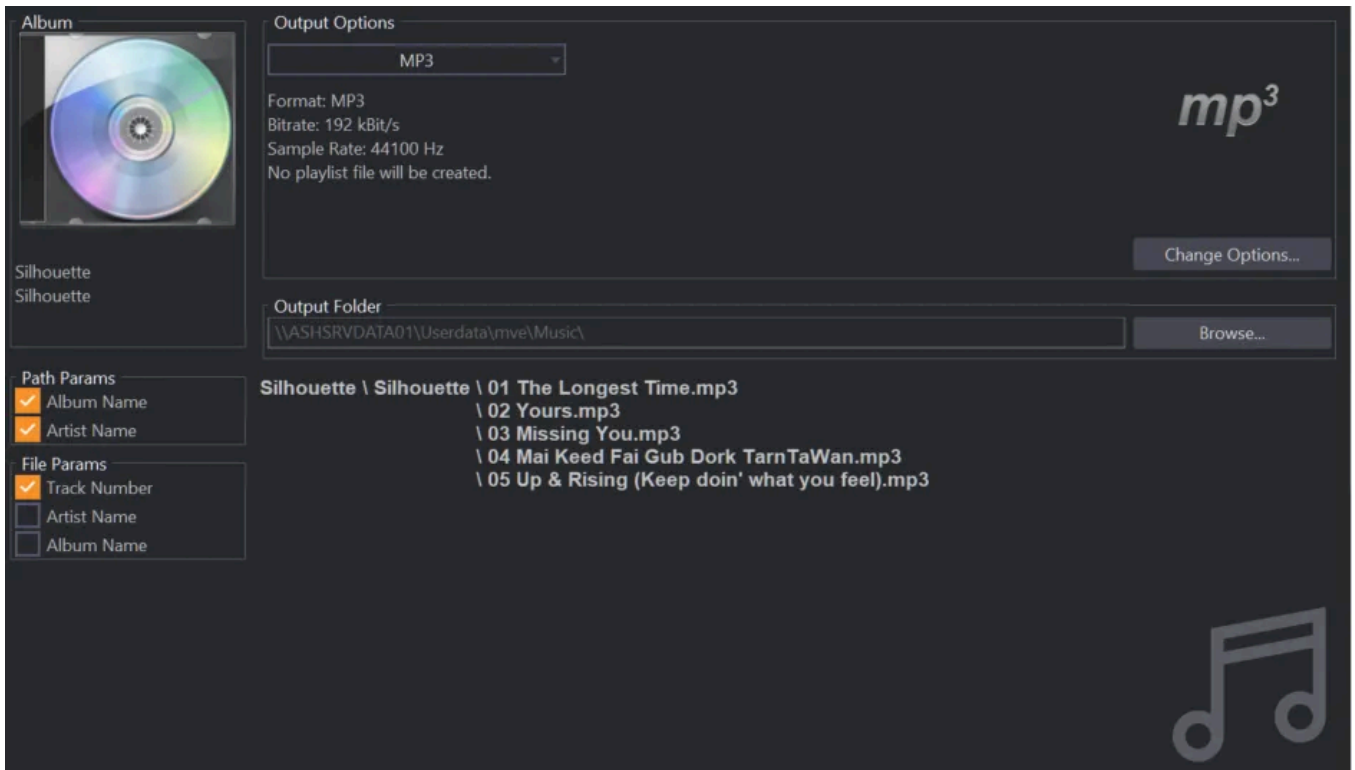 Album
Silhouette
Silhouette
Path Params
Album Name
Artist Name
File Params
Track Number
Artist Name
Album Name
Output Options
MP3
Format: MP3
Bitrate: 192 kBit/s
Sample Rate: 44100 Hz
No playlist file will be created.
mp³
Change Options...
Output Folder
\\ASHSRVDATA01\Userdata\mve\Music\
Browse...
Silhouette \ Silhouette \ 01 The Longest Time.mp3
\ 02 Yours.mp3
\ 03 Missing You.mp3
\ 04 Mai Keed Fai Gub Dork TarnTaWan.mp3
\ 05 Up & Rising (Keep doin' what you feel).mp3